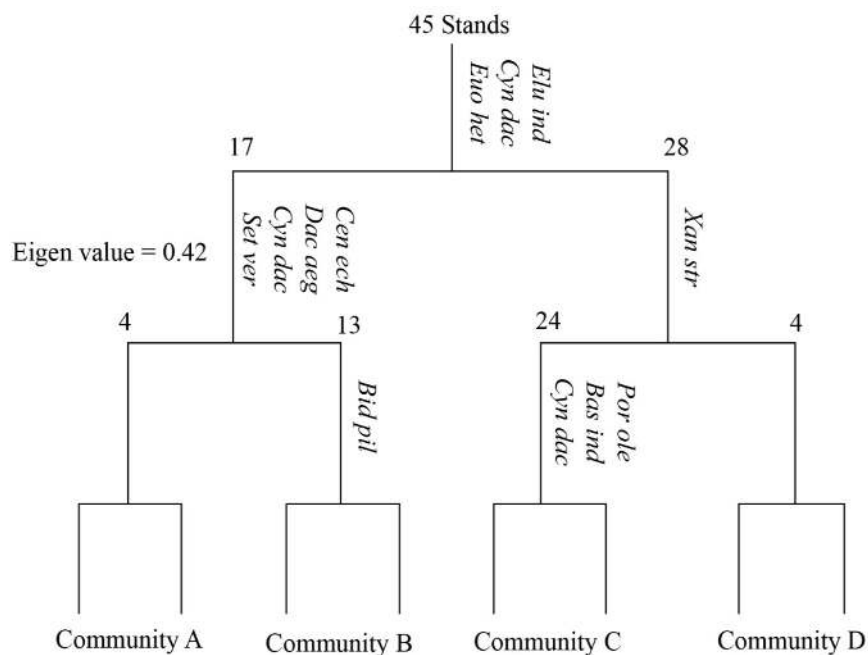 45 Stands
Elu ind
Cyn dac
Euo het
17
28
Eigen value = 0.42
Cen ech
Dac aeg
Cyn dac
Set ver
Xan str
4
13
24
4
Bid pil
Por ole
Bas ind
Cyn dac
Community A
Community B
Community C
Community D